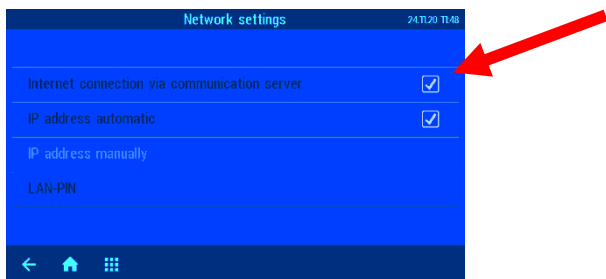 Network settings
24.11.20 11:48
Internet connection via communication server
IP address automatic
IP address manually
LAN-PIN